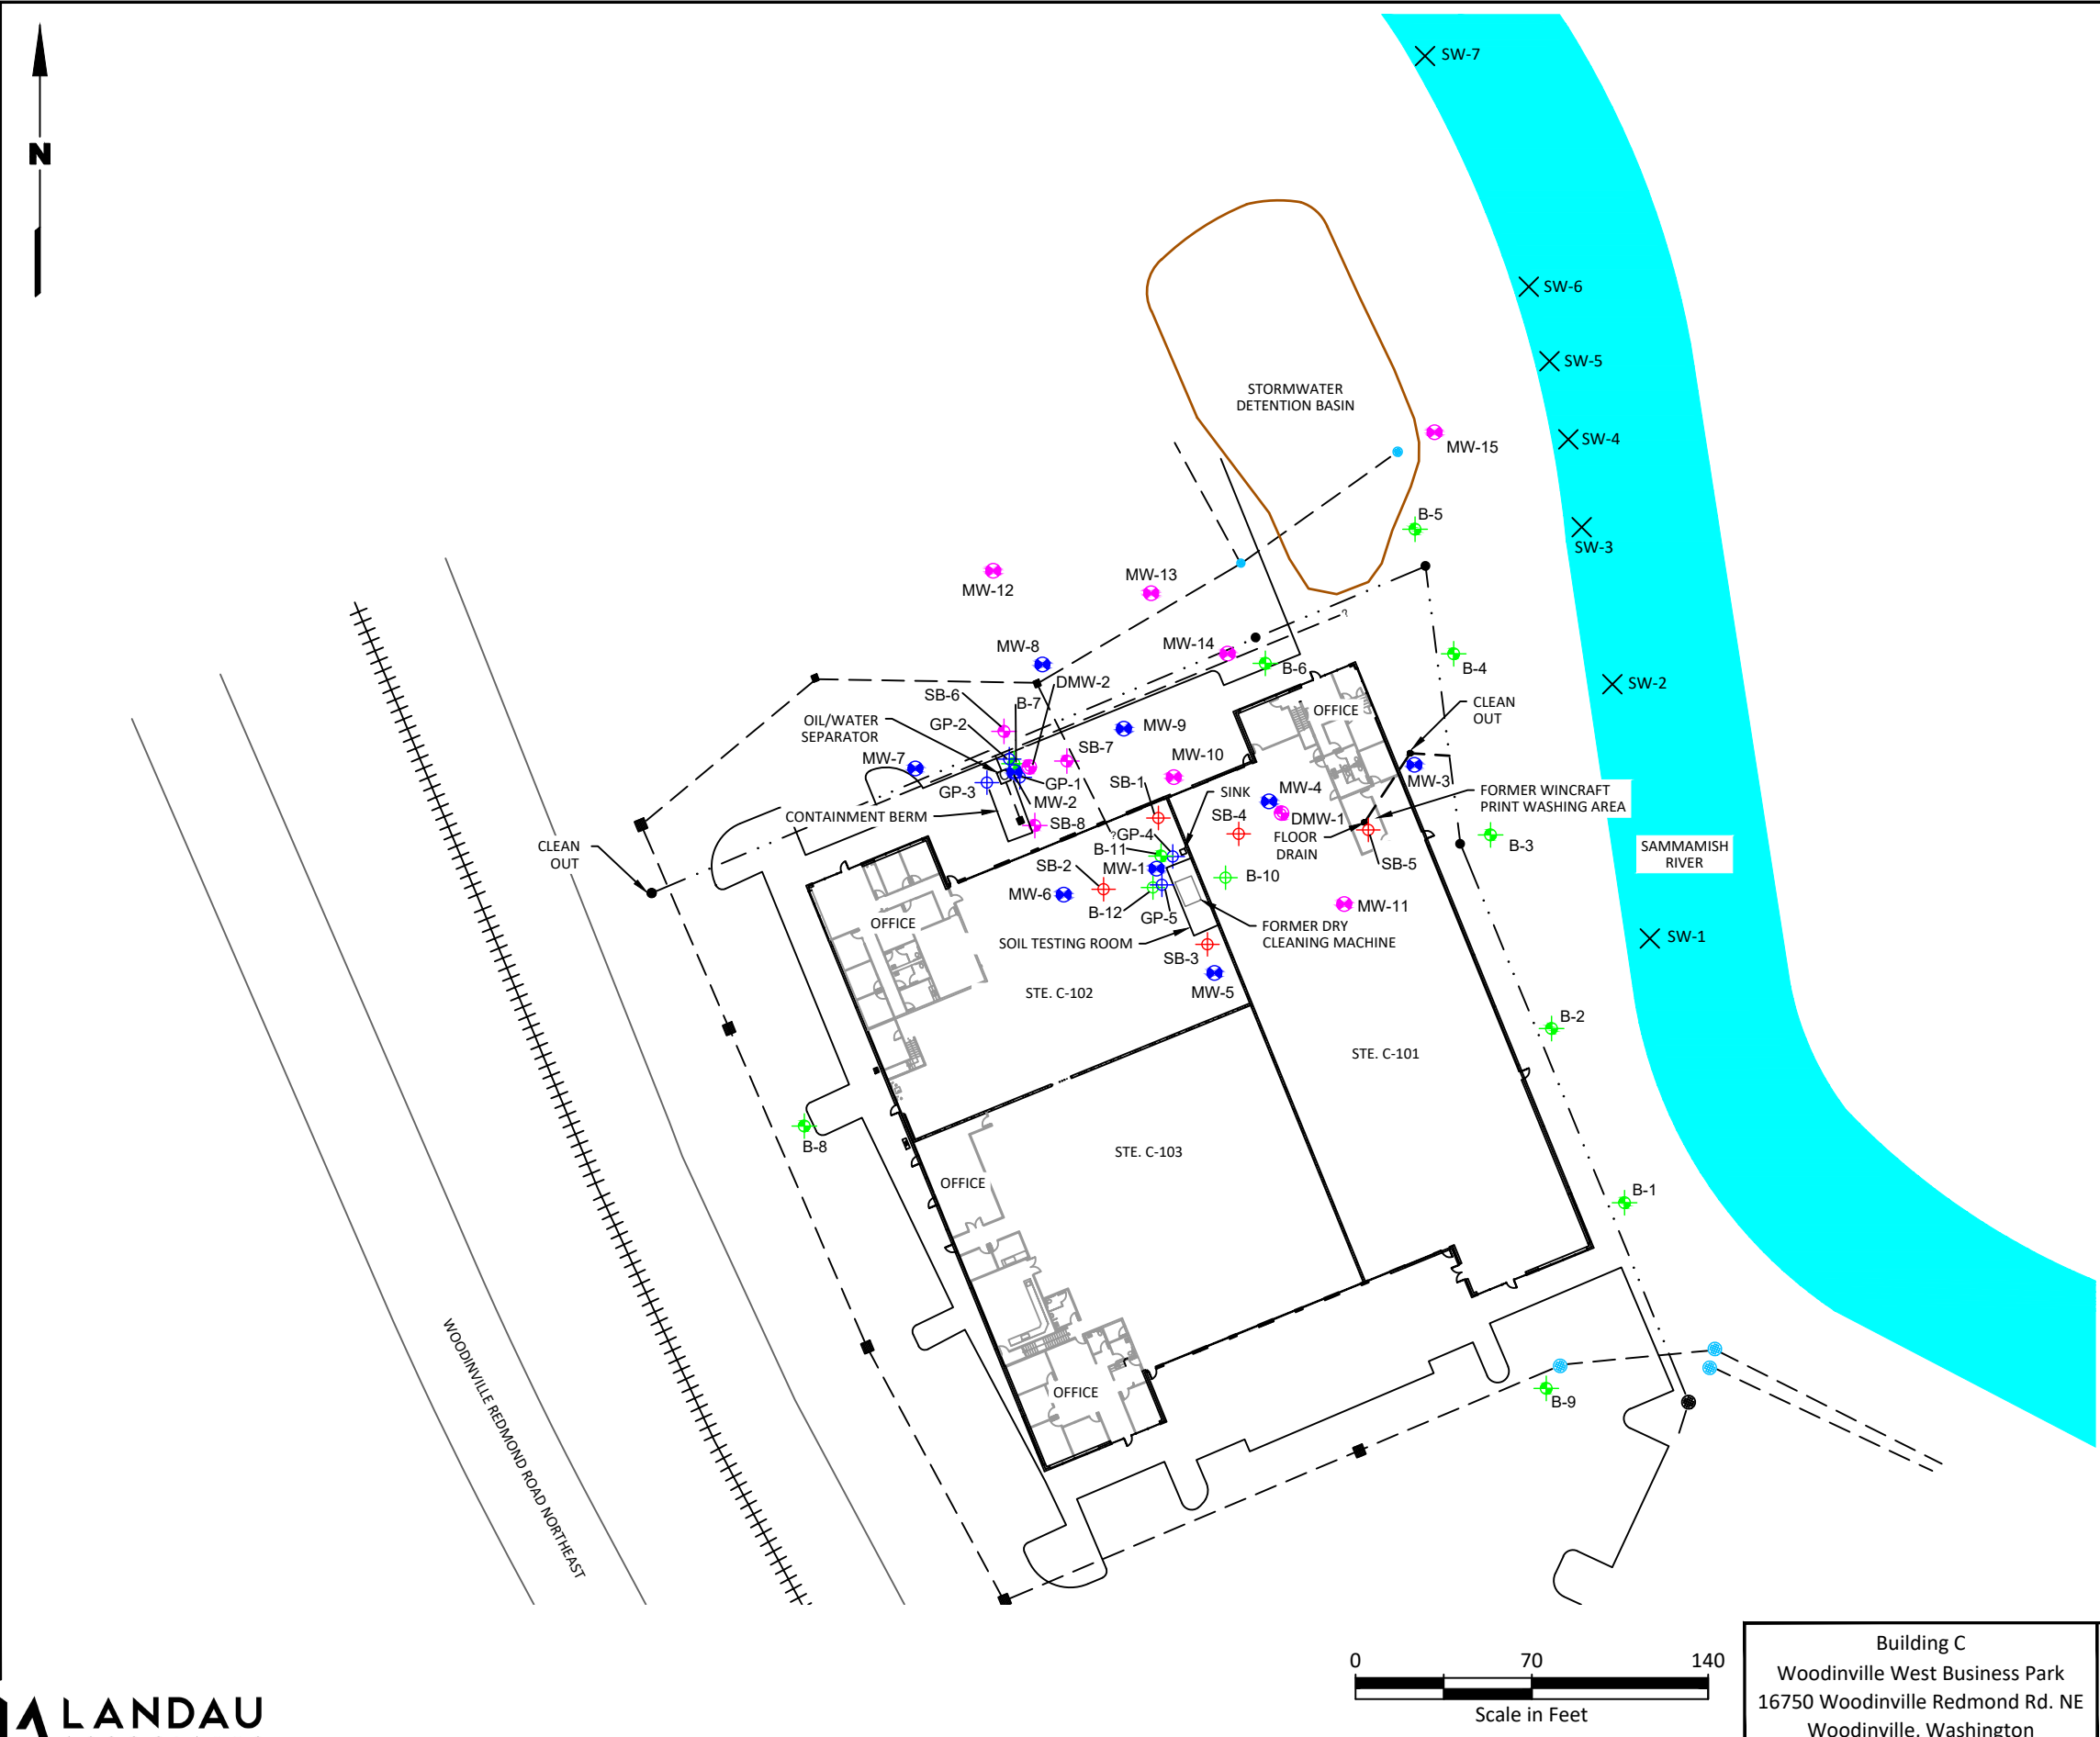 SW-7
N
SW-6
SW-5
STORMWATER
DETENTION BASIN
SW-4
MW-15
B-5
SW-3
MW-13
MW-12
?
MW-14
MW-8
B-6
B-4
DMW-2
SW-2
SB-6
B-7
OFFICE
CLEAN
OUT
OIL/WATER
SEPARATOR
GP-2
MW-9
SB-7
MW-10
MW-7
GP-1
MW-3
GP-3
MW-2
SB-1
SINK
MW-4
FORMER WINCRAFT
PRINT WASHING AREA
CONTAINMENT BERM
SB-8
SB-4
DMW-1
?
GP-4
FLOOR
DRAIN
B-3
CLEAN
OUT
B-11
SB-2
MW-1
SB-5
SAMMAMISH
RIVER
B-10
MW-6
B-12
GP-5
MW-11
OFFICE
FORMER DRY
CLEANING MACHINE
SOIL TESTING ROOM
SW-1
SB-3
STE. C-102
MW-5
B-2
STE. C-101
B-8
STE. C-103
OFFICE
B-1
WOODINVILLE REDMOND ROAD NORTHEAST
OFFICE
B-9
0 70 140
Scale in Feet
Building C
Woodinville West Business Park
16750 Woodinville Redmond Rd. NE
Woodinville, Washington
LANDAU